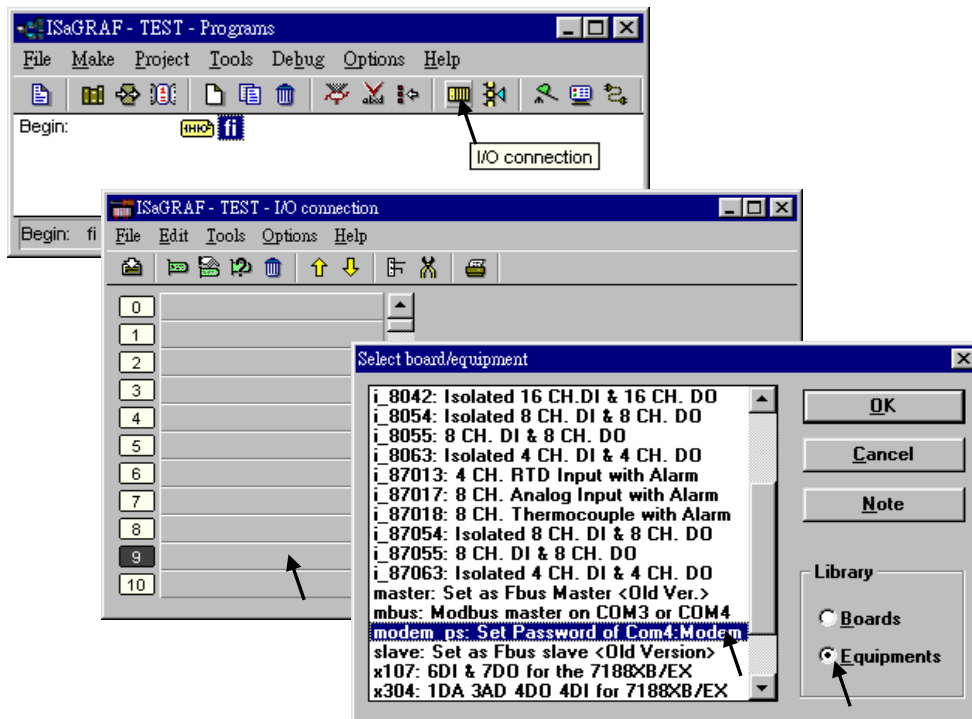 ISaGRAF - TEST - Programs
File Make Project Tools Debug Options Help
Begin: fi
I/O connection
ISaGRAF - TEST - I/O connection
Begin: fi
File Edit Tools Options Help
0
1
2
3
4
5
6
7
8
9
10
Select board/equipment
i_8042: Isolated 16 CH.DI & 16 CH. DO
i_8054: Isolated 8 CH. DI & 8 CH. DO
i_8055: 8 CH. DI & 8 CH. DO
i_8063: Isolated 4 CH. DI & 4 CH. DO
i_87013: 4 CH. RTD Input with Alarm
i_87017: 8 CH. Analog Input with Alarm
i_87018: 8 CH. Thermocouple with Alarm
i_87054: Isolated 8 CH. DI & 8 CH. DO
i_87055: 8 CH. DI & 8 CH. DO
i_87063: Isolated 4 CH. DI & 4 CH. DO
master: Set as Fbus Master <Old Ver.>
mbus: Modbus master on COM3 or COM4
modem_ps: Set Password of Com4:Modem
slave: Set as Fbus slave <Old Version>
x107: 6DI & 7DO for the 7188XB/EX
x304: 1DA 3AD 4DO 4DI for 7188XB/EX
OK
Cancel
Note
Library
Boards
Equipments